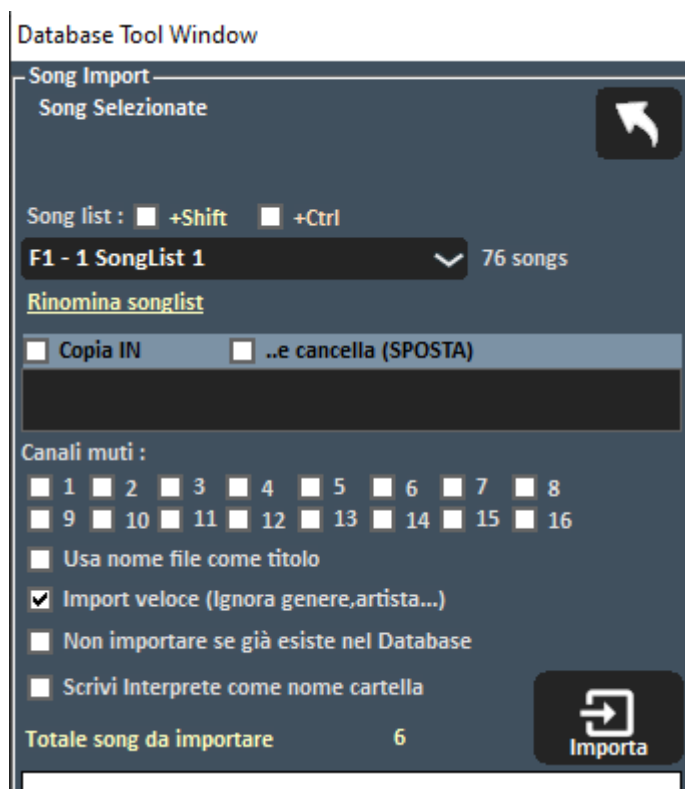 Database Tool Window
Song Import
Song Selezionate
Song list : +Shift +Ctrl
F1 - 1 SongList 1 76 songs
Rinomina songlist
Copia IN ..e cancella (SPOSTA)
Canali muti :
1 2 3 4 5 6 7 8
9 10 11 12 13 14 15 16
Usa nome file come titolo
Import veloce (Ignora genere,artista...)
Non importare se già esiste nel Database
Scrivi Interprete come nome cartella
Totale song da importare 6
Importa